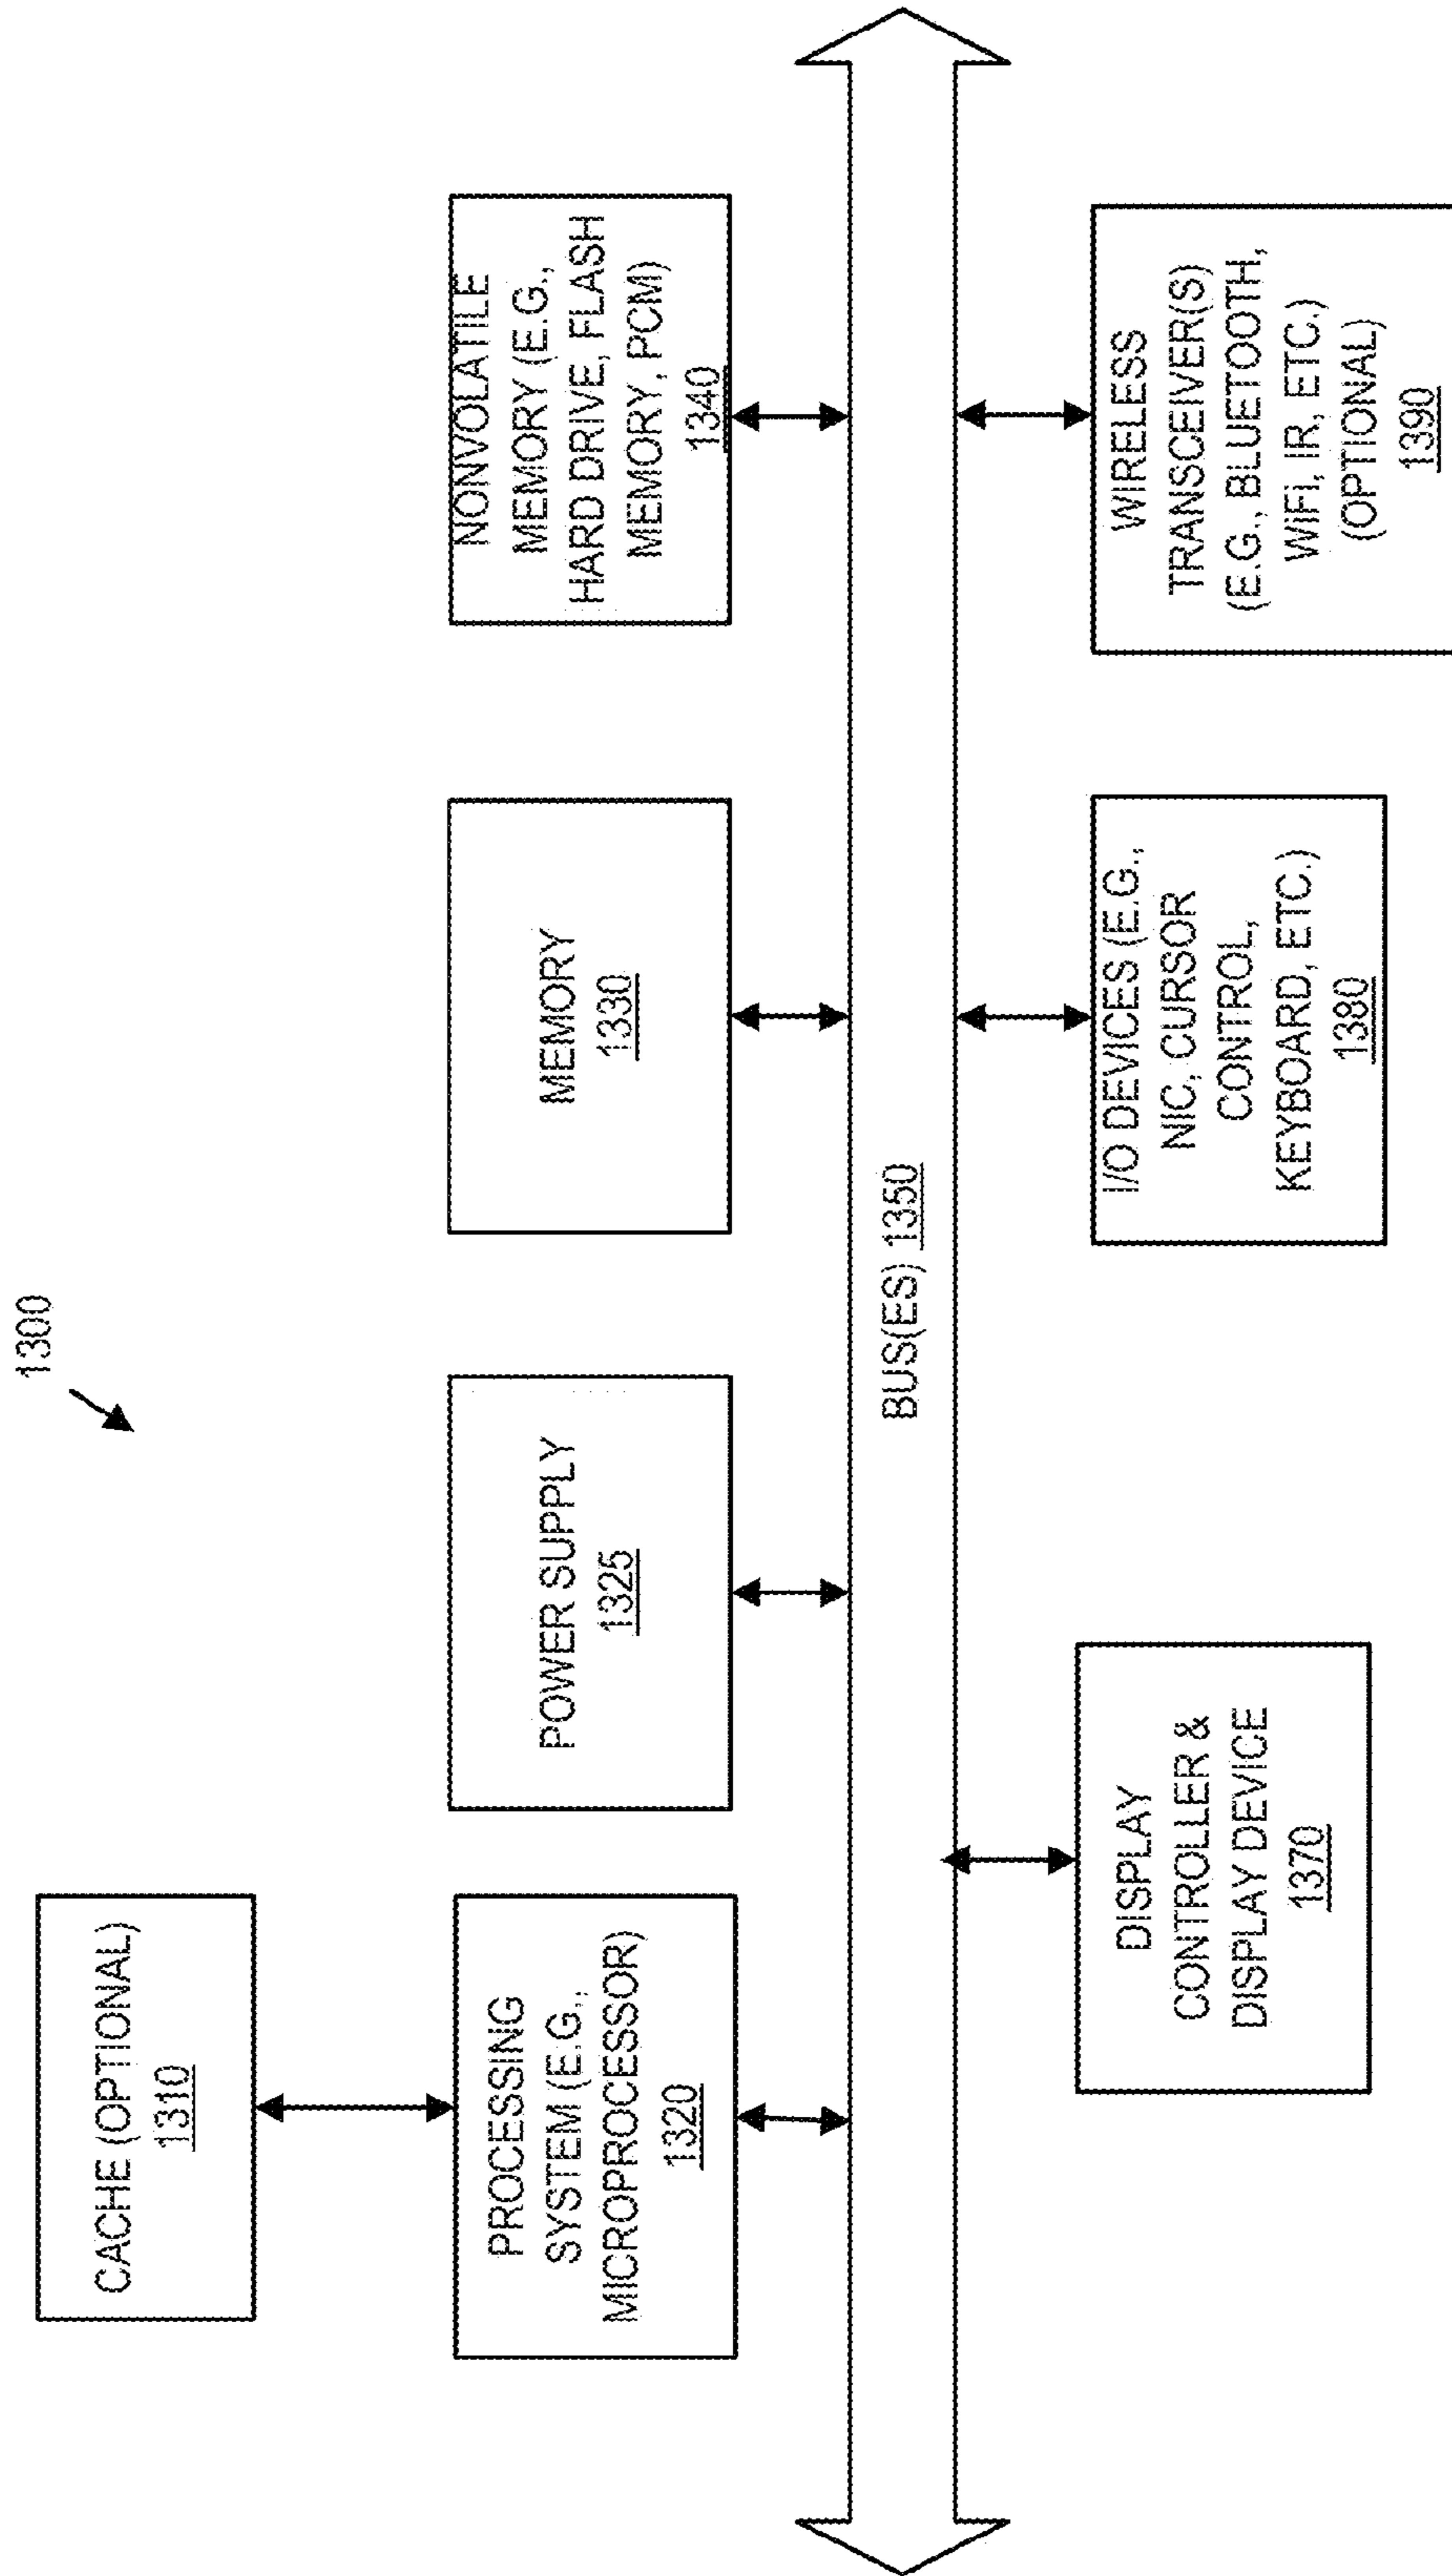 1300
CACHE (OPTIONAL)
1310
PROCESSING
SYSTEM (E.G.,
MICROPROCESSOR)
1320
POWER SUPPLY
1325
MEMORY
1330
NONVOLATILE
MEMORY (E.G.,
HARD DRIVE, FLASH
MEMORY, PCM)
1340
BUS(ES) 1350
DISPLAY
CONTROLLER &
DISPLAY DEVICE
1370
I/O DEVICES (E.G.,
NIC, CURSOR
CONTROL,
KEYBOARD, ETC.)
1380
WIRELESS
TRANSCEIVER(S)
(E.G., BLUETOOTH,
WiFi, IR, ETC.)
(OPTIONAL)
1390